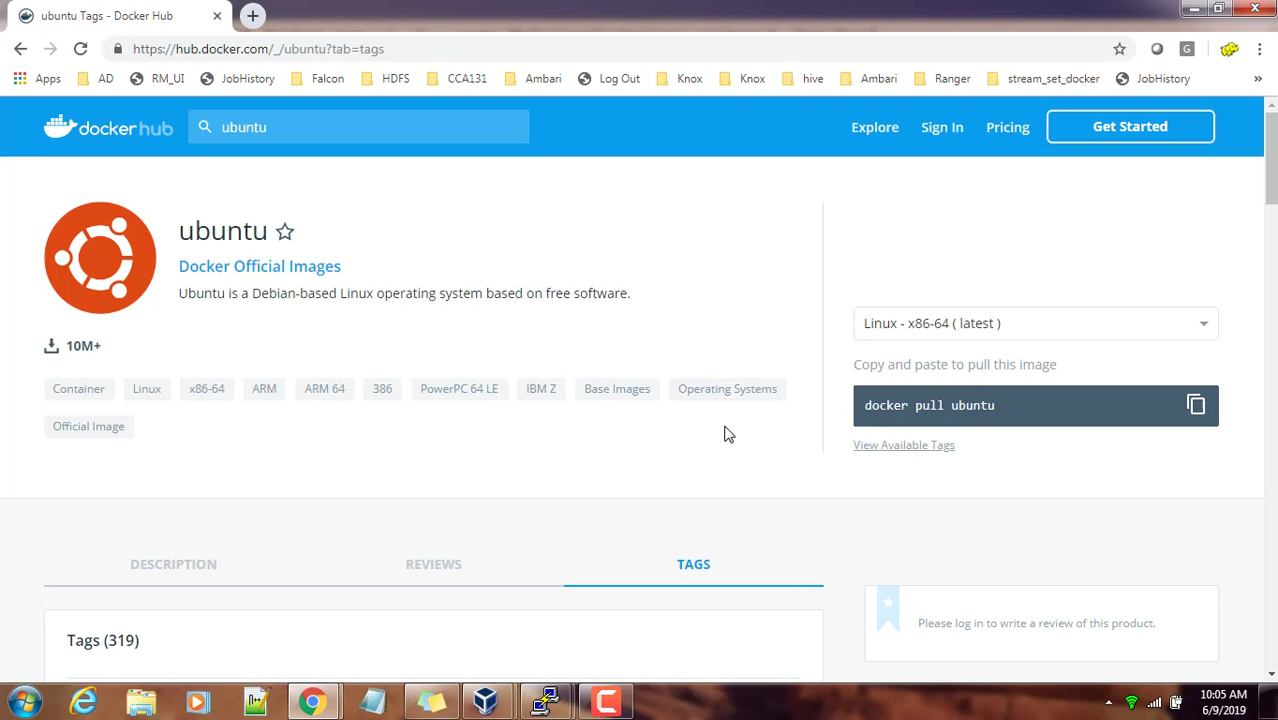 ubuntu Tags - Docker Hub
https://hub.docker.com/_/ubuntu?tab=tags
Apps AD RM_UI JobHistory Falcon HDFS CCA131 Ambari Log Out Knox Knox hive Ambari Ranger stream_set_docker JobHistory »
docker hub ubuntu Explore Sign In Pricing Get Started
ubuntu
Docker Official Images
Ubuntu is a Debian-based Linux operating system based on free software.
10M+
Container Linux x86-64 ARM ARM 64 386 PowerPC 64 LE IBM Z Base Images Operating Systems
Official Image
Linux - x86-64 ( latest )
Copy and paste to pull this image
docker pull ubuntu
View Available Tags
DESCRIPTION REVIEWS TAGS
Tags (319)
Please log in to write a review of this product.
10:05 AM
6/9/2019